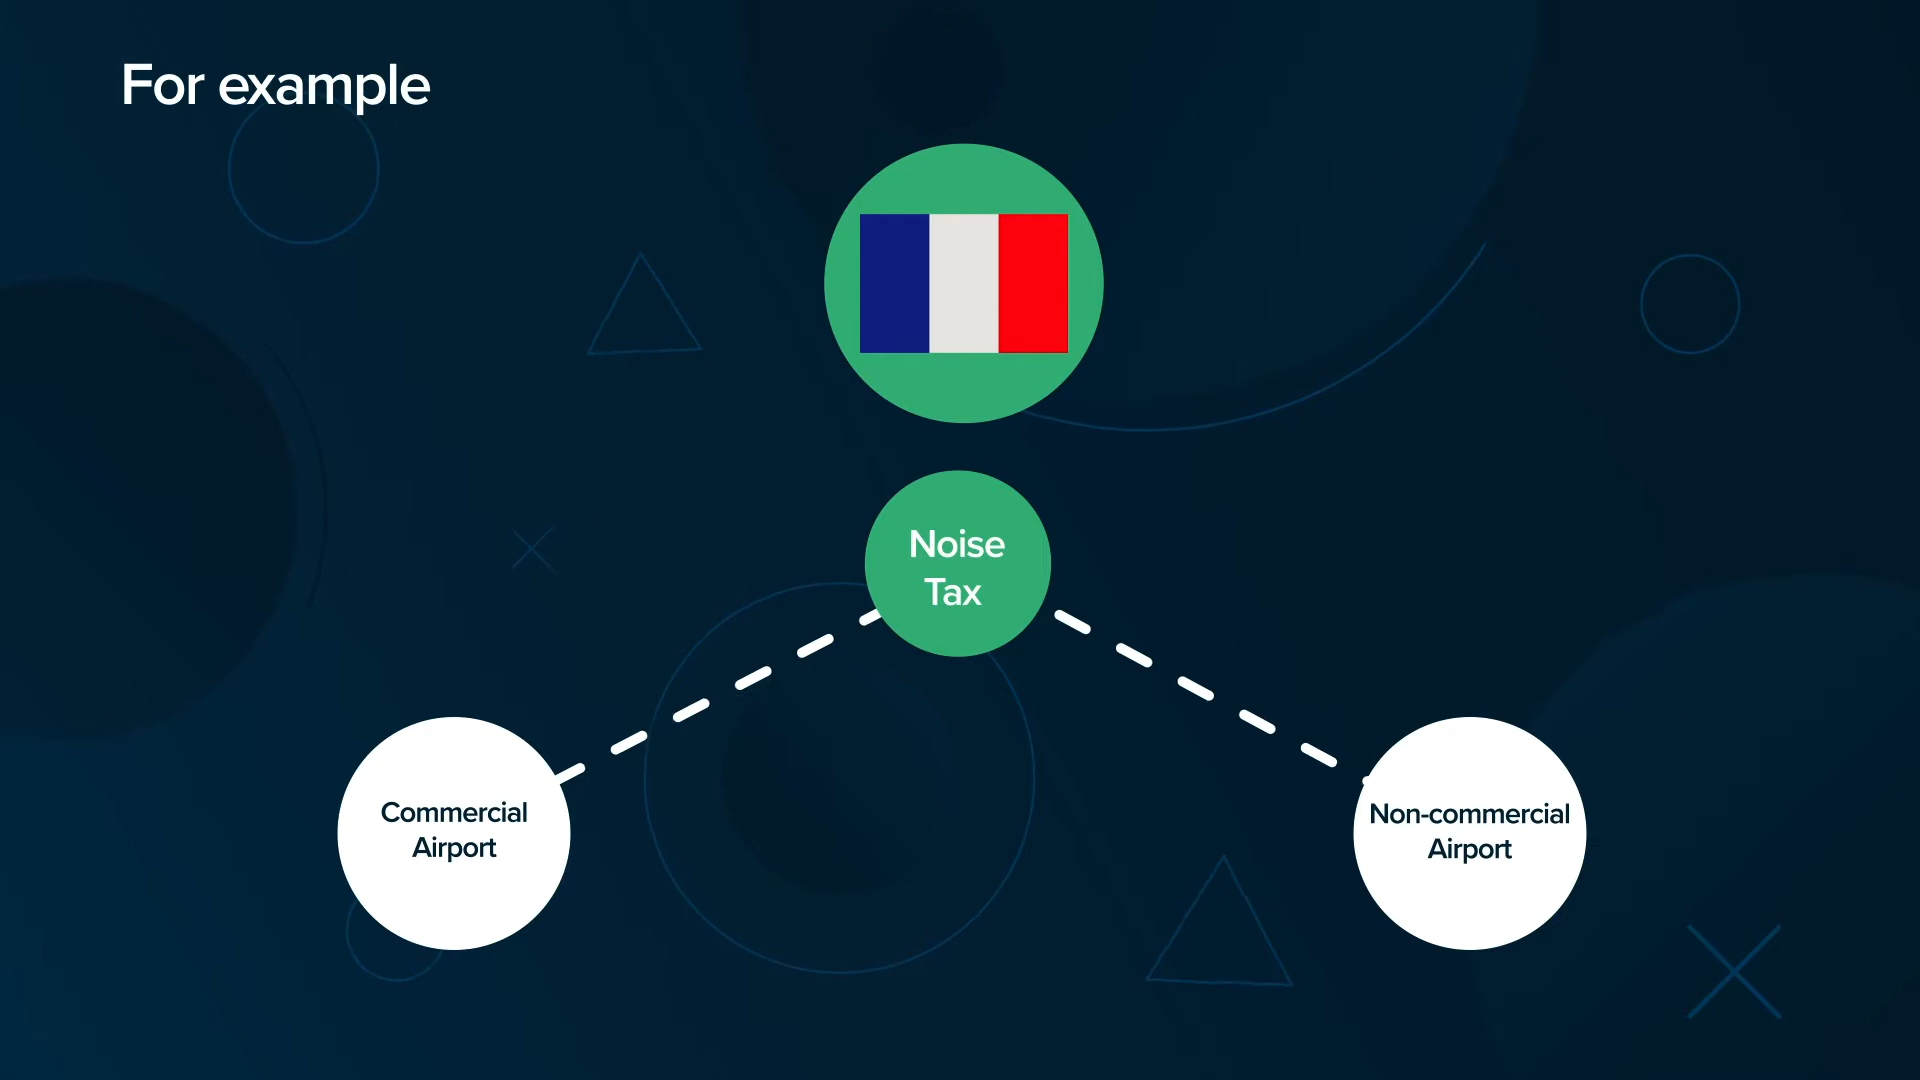 For example
Noise
Tax
Commercial
Airport
Non-commercial
Airport